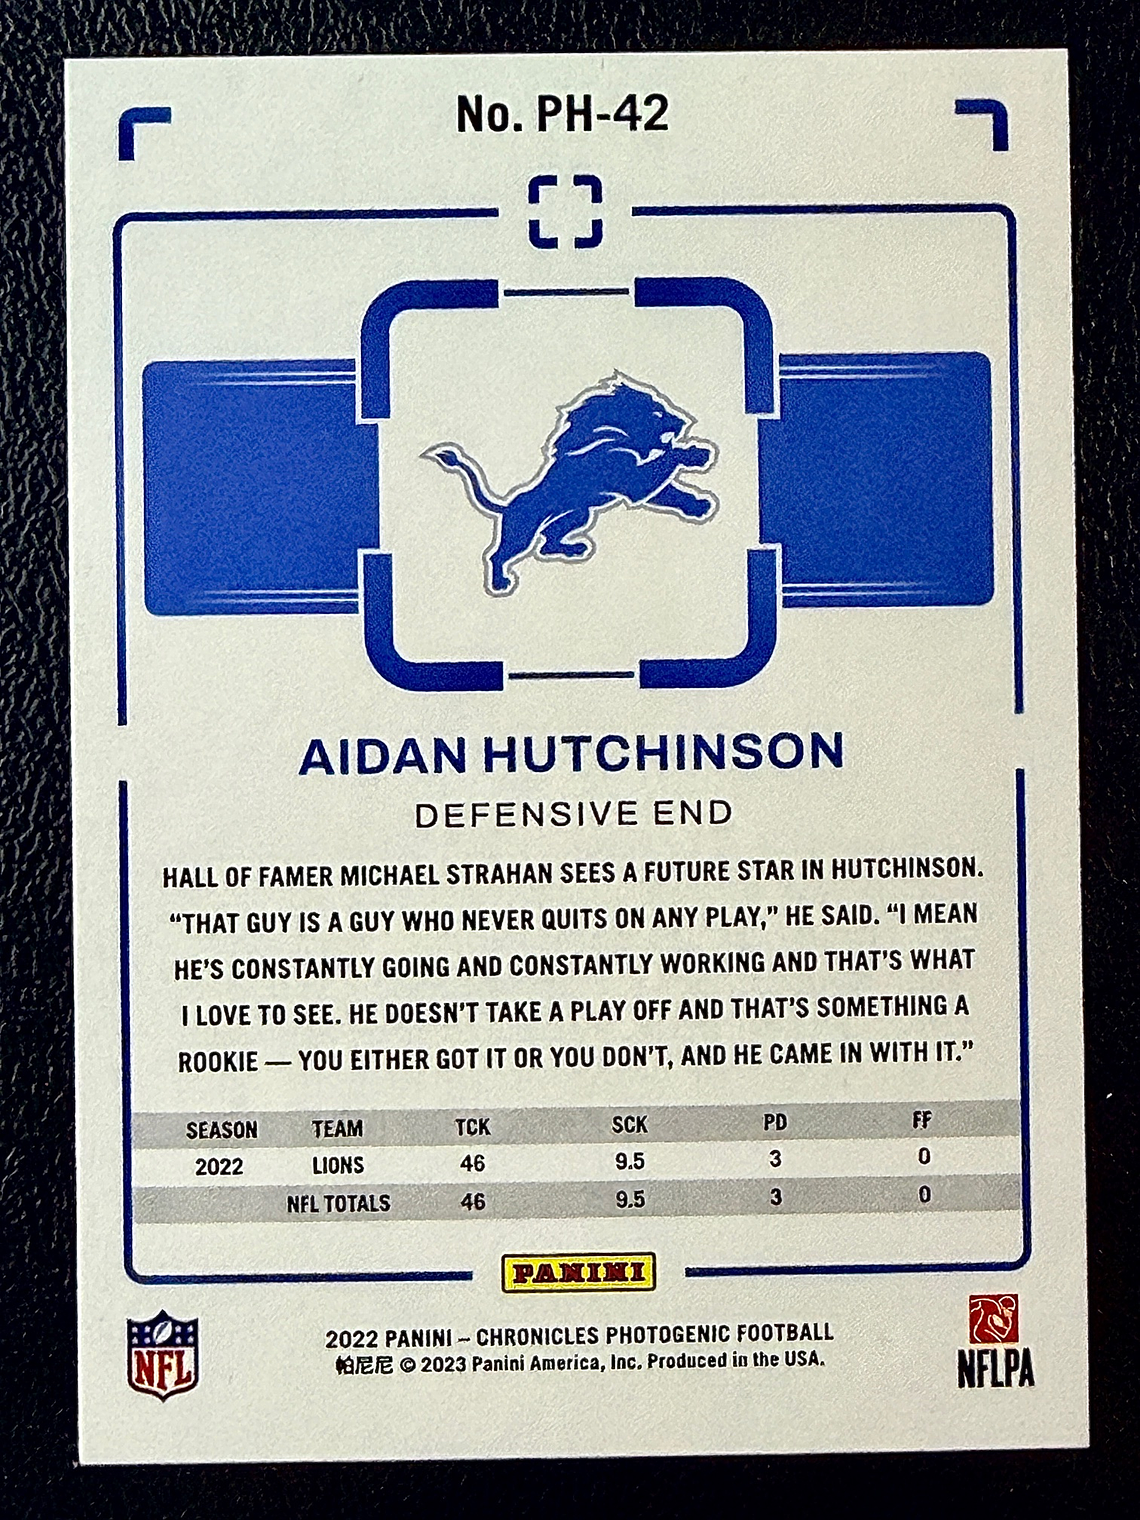 No. PH-42
AIDAN HUTCHINSON
DEFENSIVE END
HALL OF FAMER MICHAEL STRAHAN SEES A FUTURE STAR IN HUTCHINSON.
“THAT GUY IS A GUY WHO NEVER QUITS ON ANY PLAY,” HE SAID. “I MEAN
HE’S CONSTANTLY GOING AND CONSTANTLY WORKING AND THAT’S WHAT
I LOVE TO SEE. HE DOESN’T TAKE A PLAY OFF AND THAT’S SOMETHING A
ROOKIE — YOU EITHER GOT IT OR YOU DON’T, AND HE CAME IN WITH IT.”
SEASON TEAM TCK SCK PD FF
2022 LIONS 46 9.5 3 0
NFL TOTALS 46 9.5 3 0
PANINI
NFL
2022 PANINI – CHRONICLES PHOTOGENIC FOOTBALL
帕尼尼 © 2023 Panini America, Inc. Produced in the USA.
NFLPA